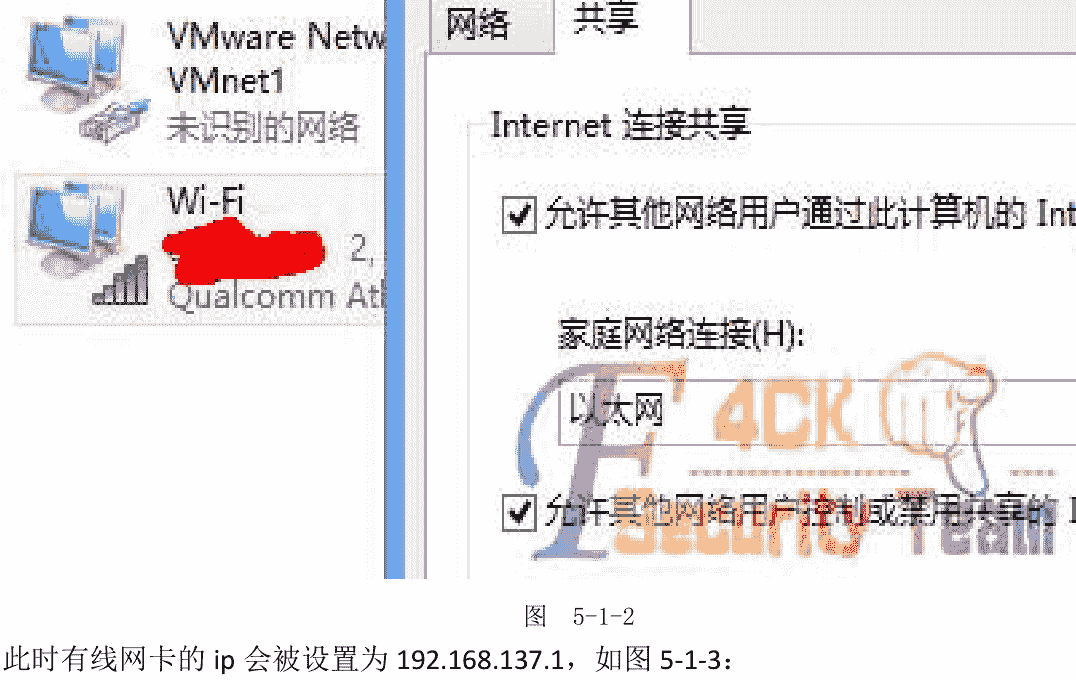 VMware Netw
VMnet1
未识别的网络
Wi-Fi
2,
Qualcomm Ath
网络
共享
Internet 连接共享
允许其他网络用户通过此计算机的 Int
家庭网络连接(H):
以太网
F4CK
允许其他网络用户控制或禁用共享的 I
Security Team
图 5-1-2
此时有线网卡的 ip 会被设置为 192.168.137.1，如图 5-1-3：